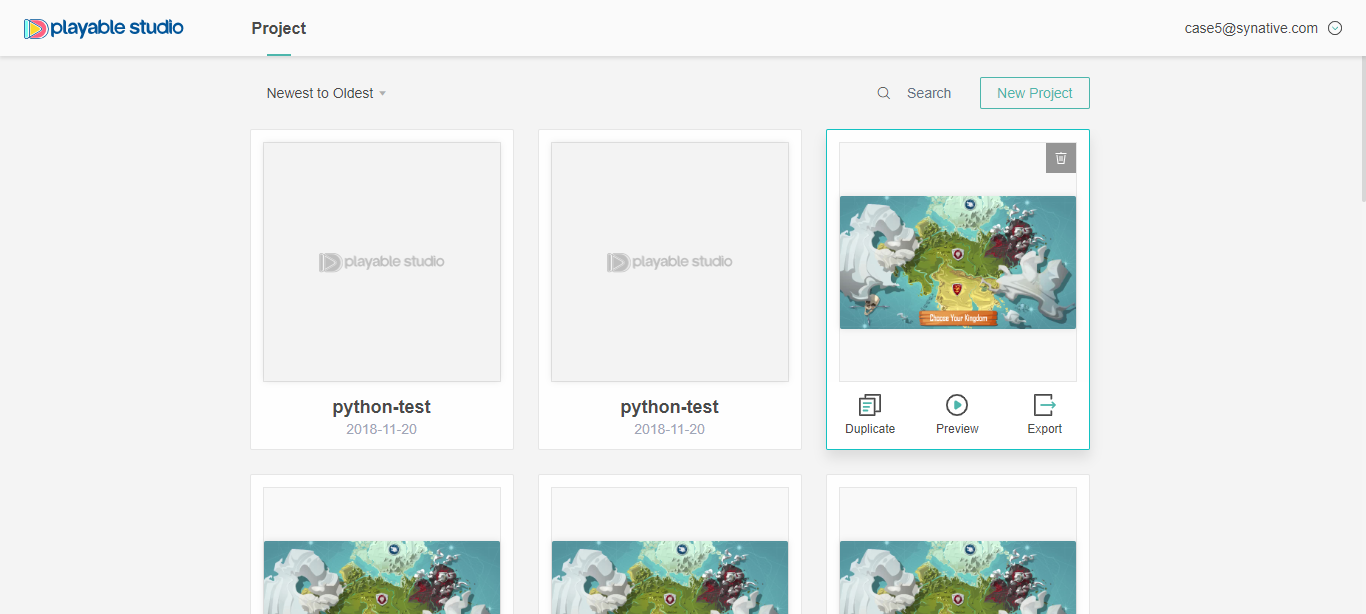 playable studio
Project
case5@synative.com
Newest to Oldest
Search
New Project
playable studio
playable studio
Choose Your Kingdom
python-test
2018-11-20
python-test
2018-11-20
Duplicate
Preview
Export